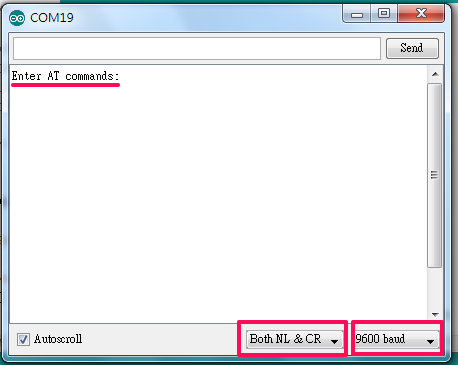 COM19
Send
Enter AT commands:
Autoscroll
Both NL & CR
9600 baud